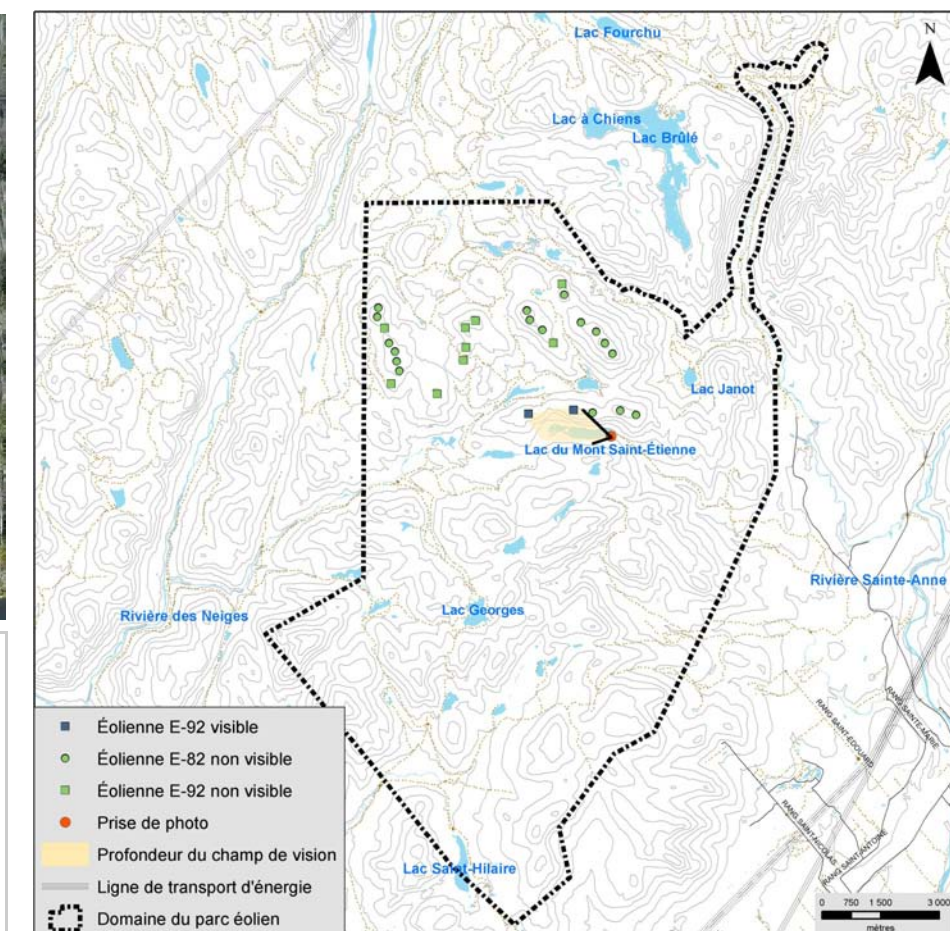 Lac Fourchu
N
Lac à Chiens
Lac Brûlé
Lac Janot
Lac du Mont Saint-Étienne
Rivière Sainte-Anne
Rivière des Neiges
Lac Georges
RANG SAINTE-MARIE
RANG SAINT-ÉDOUARD
RANG SAINT-NICOLAS
RANG SAINT-ANTOINE
Lac Saint-Hilaire
Éolienne E-92 visible
Éolienne E-82 non visible
Éolienne E-92 non visible
Prise de photo
Profondeur du champ de vision
Ligne de transport d'énergie
Domaine du parc éolien
0 750 1 500 3 000
mètres